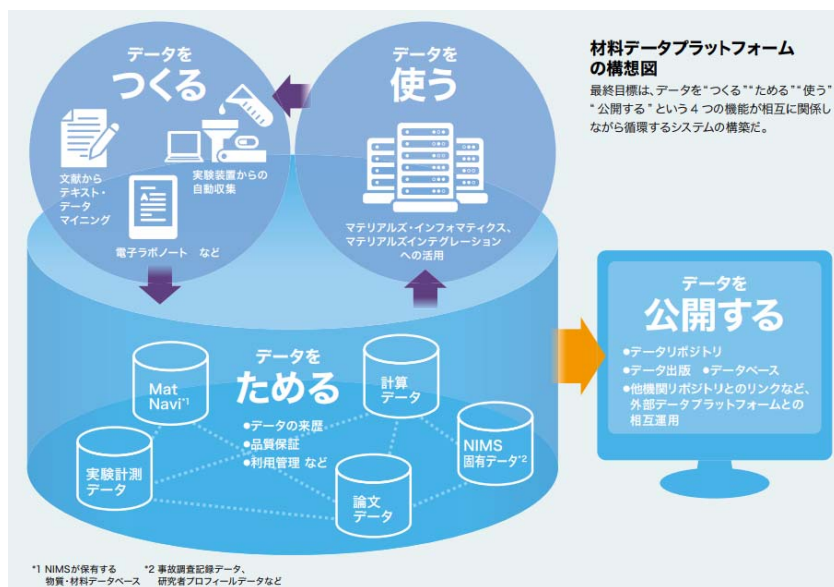 データを
つくる
文献から
テキスト・
データ
マイニング
実験装置からの
自動収集
電子ラボノート など
データを
使う
マテリアルズ・インフォマティクス、
マテリアルズインテグレーション
への活用
材料データプラットフォーム
の構想図
最終目標は、データを“つくる”“ためる”“使う”
“公開する”という4つの機能が相互に関係し
ながら循環するシステムの構築だ。
データを
ためる
●データの来歴
●品質保証
●利用管理 など
Mat
Navi*1
計算
データ
実験計測
データ
論文
データ
NIMS
固有データ*2
データを
公開する
●データリポジトリ
●データ出版 ●データベース
●他機関リポジトリとのリンクなど、
外部データプラットフォームとの
相互運用
*1 NIMSが保有する
物質・材料データベース
*2 事故調査記録データ、
研究者プロフィールデータなど